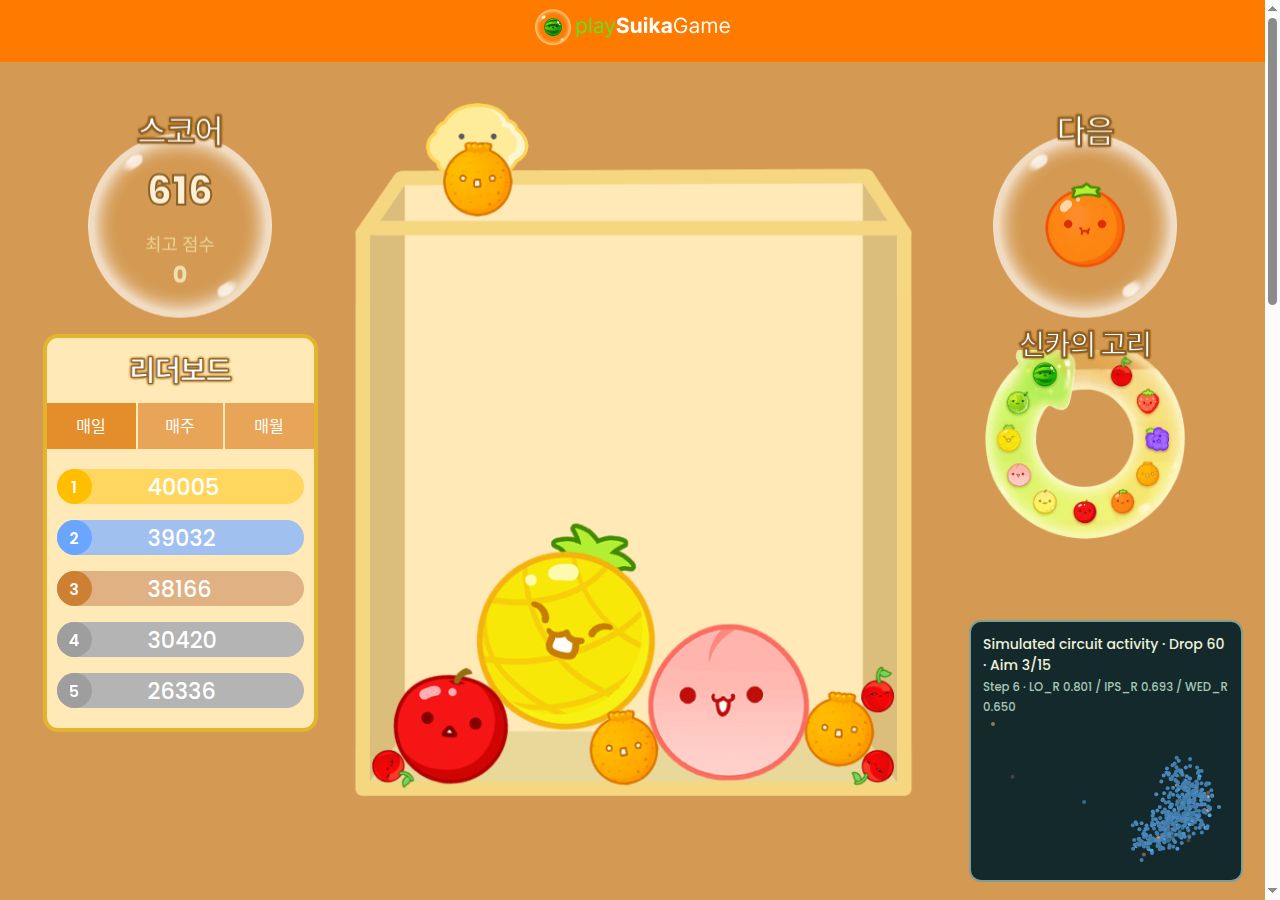 playSuikaGame
스코어
616
최고 점수
0
다음
신카의 고리
리더보드
매일 매주 매월
1 40005
2 39032
3 38166
4 30420
5 26336
Simulated circuit activity · Drop 60
· Aim 3/15
Step 6 · LO_R 0.801 / IPS_R 0.693 / WED_R
0.650